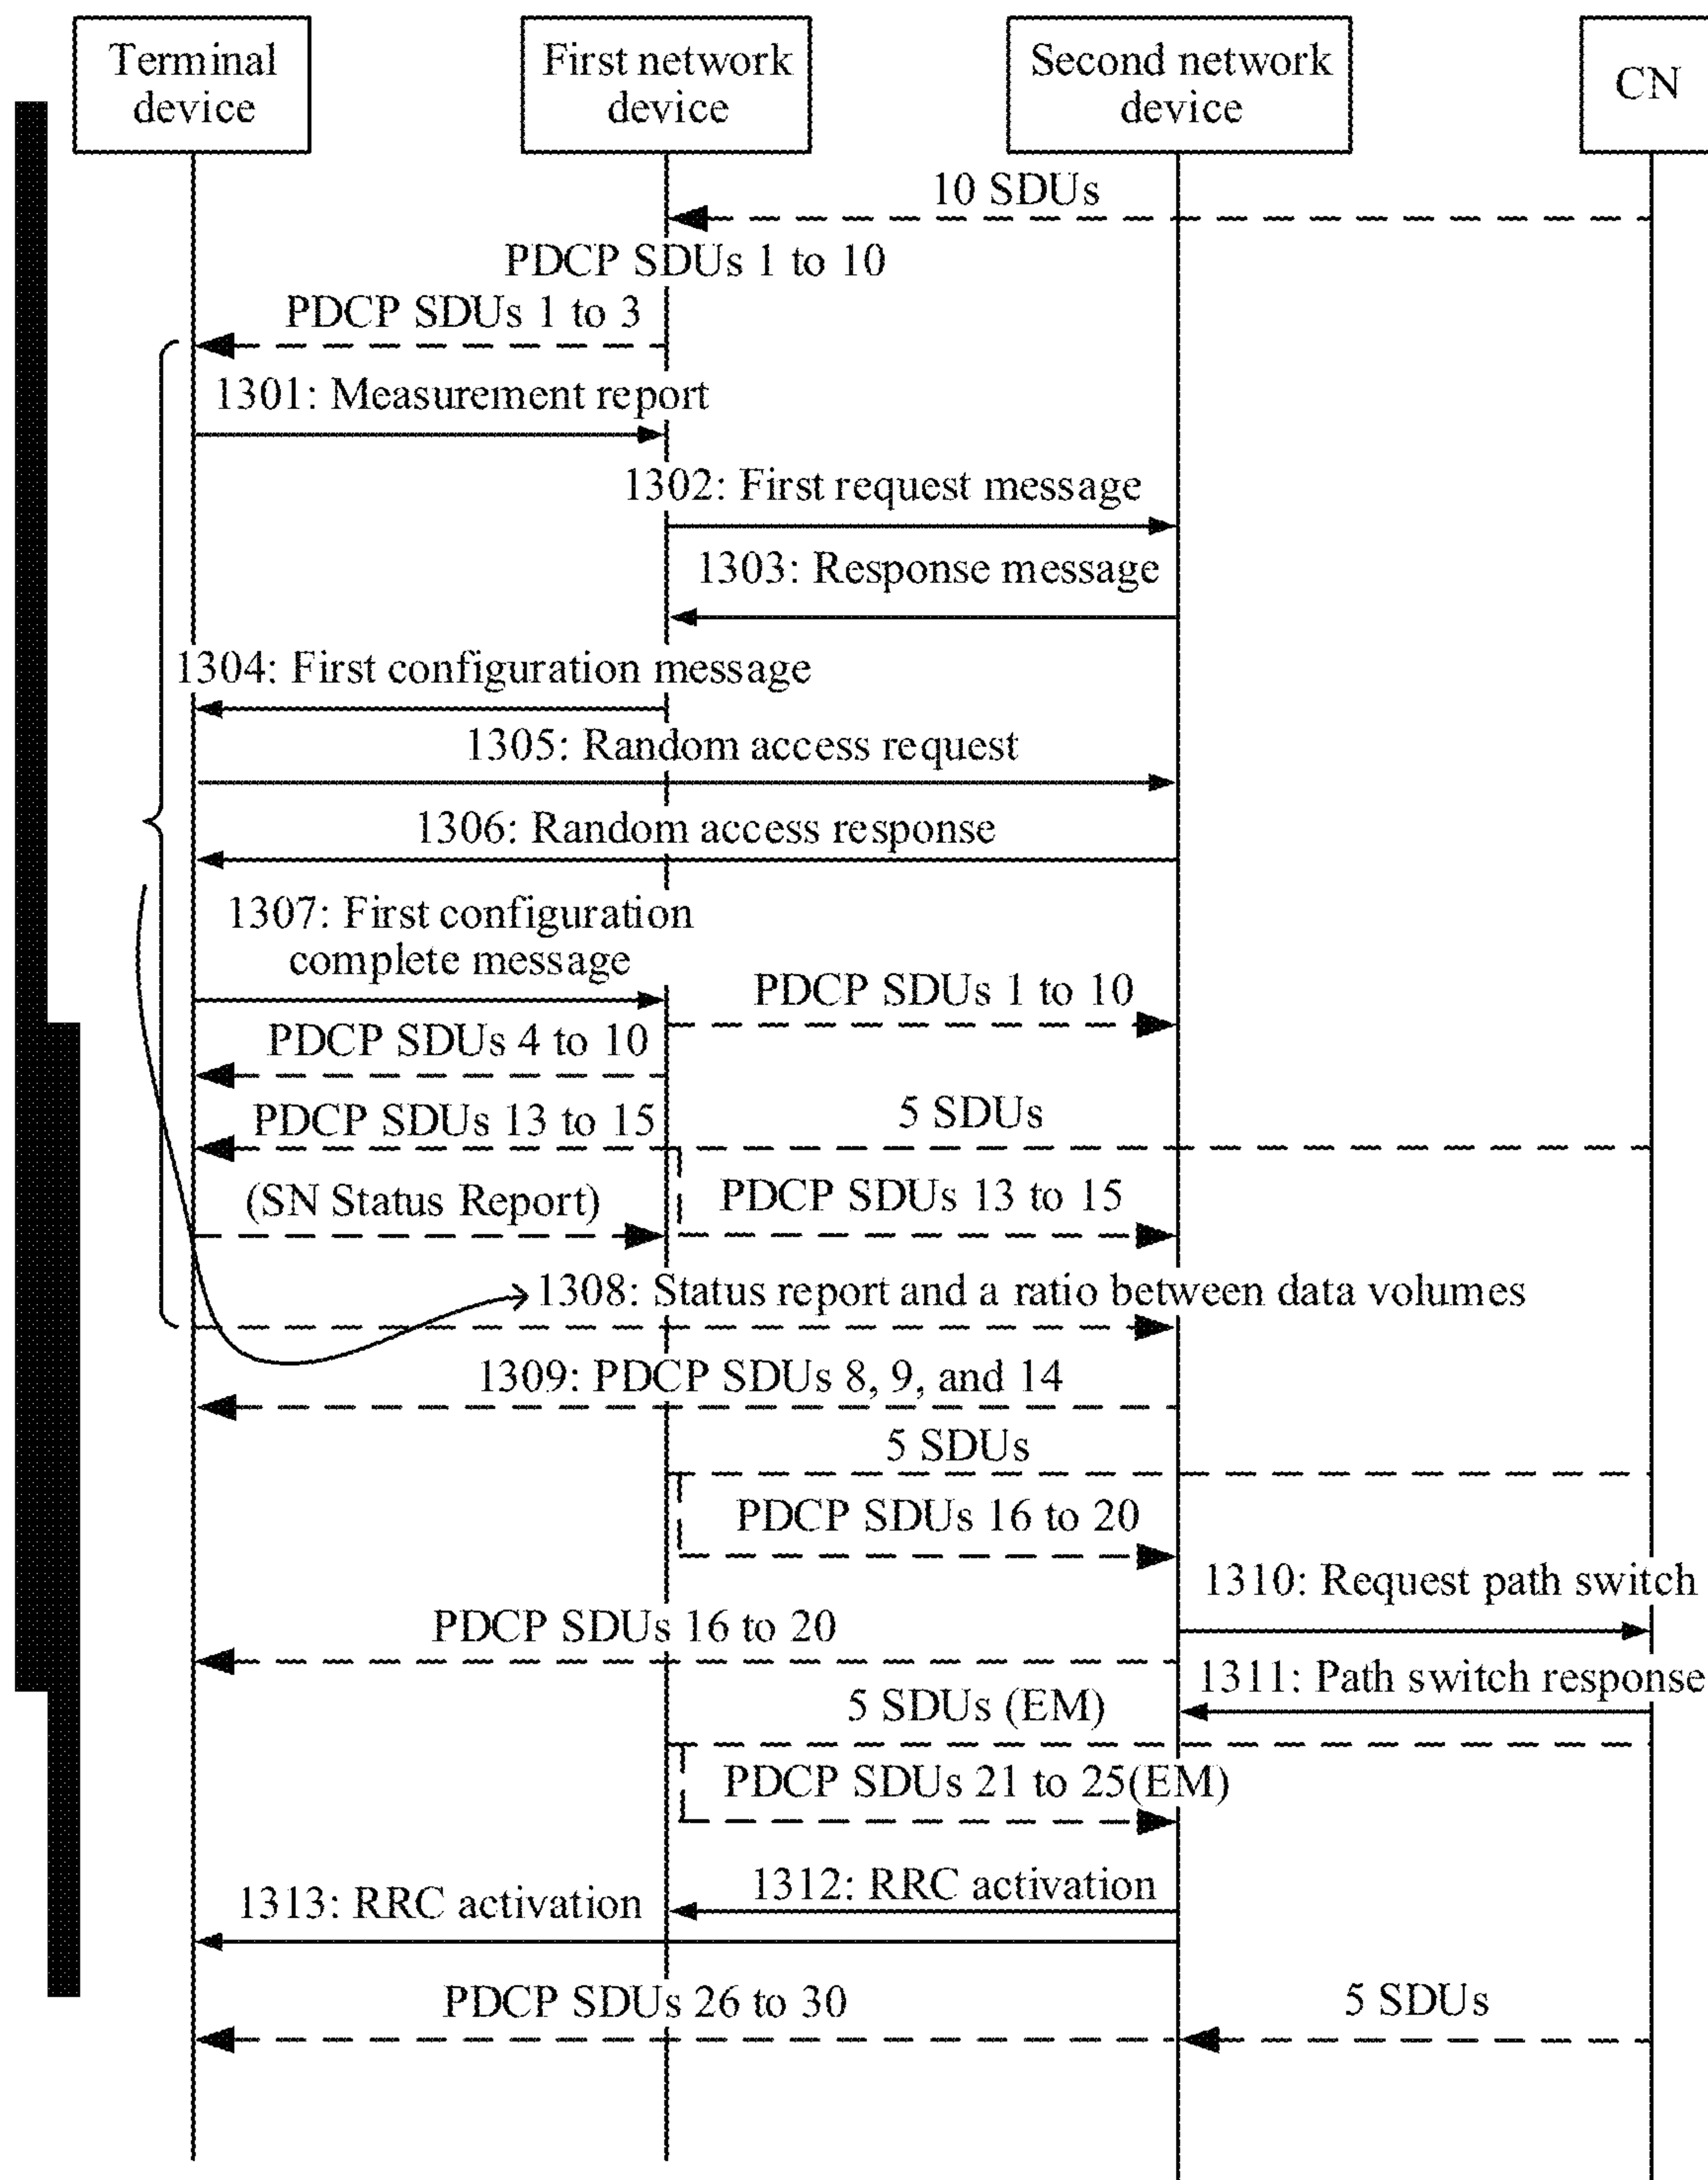 Terminal
device
First network
device
Second network
device
CN
10 SDUs
PDCP SDUs 1 to 10
PDCP SDUs 1 to 3
1301: Measurement report
1302: First request message
1303: Response message
1304: First configuration message
1305: Random access request
1306: Random access response
1307: First configuration
complete message
PDCP SDUs 1 to 10
PDCP SDUs 4 to 10
PDCP SDUs 13 to 15
5 SDUs
(SN Status Report)
PDCP SDUs 13 to 15
1308: Status report and a ratio between data volumes
1309: PDCP SDUs 8, 9, and 14
5 SDUs
PDCP SDUs 16 to 20
1310: Request path switch
PDCP SDUs 16 to 20
1311: Path switch response
5 SDUs (EM)
PDCP SDUs 21 to 25(EM)
1312: RRC activation
1313: RRC activation
PDCP SDUs 26 to 30
5 SDUs